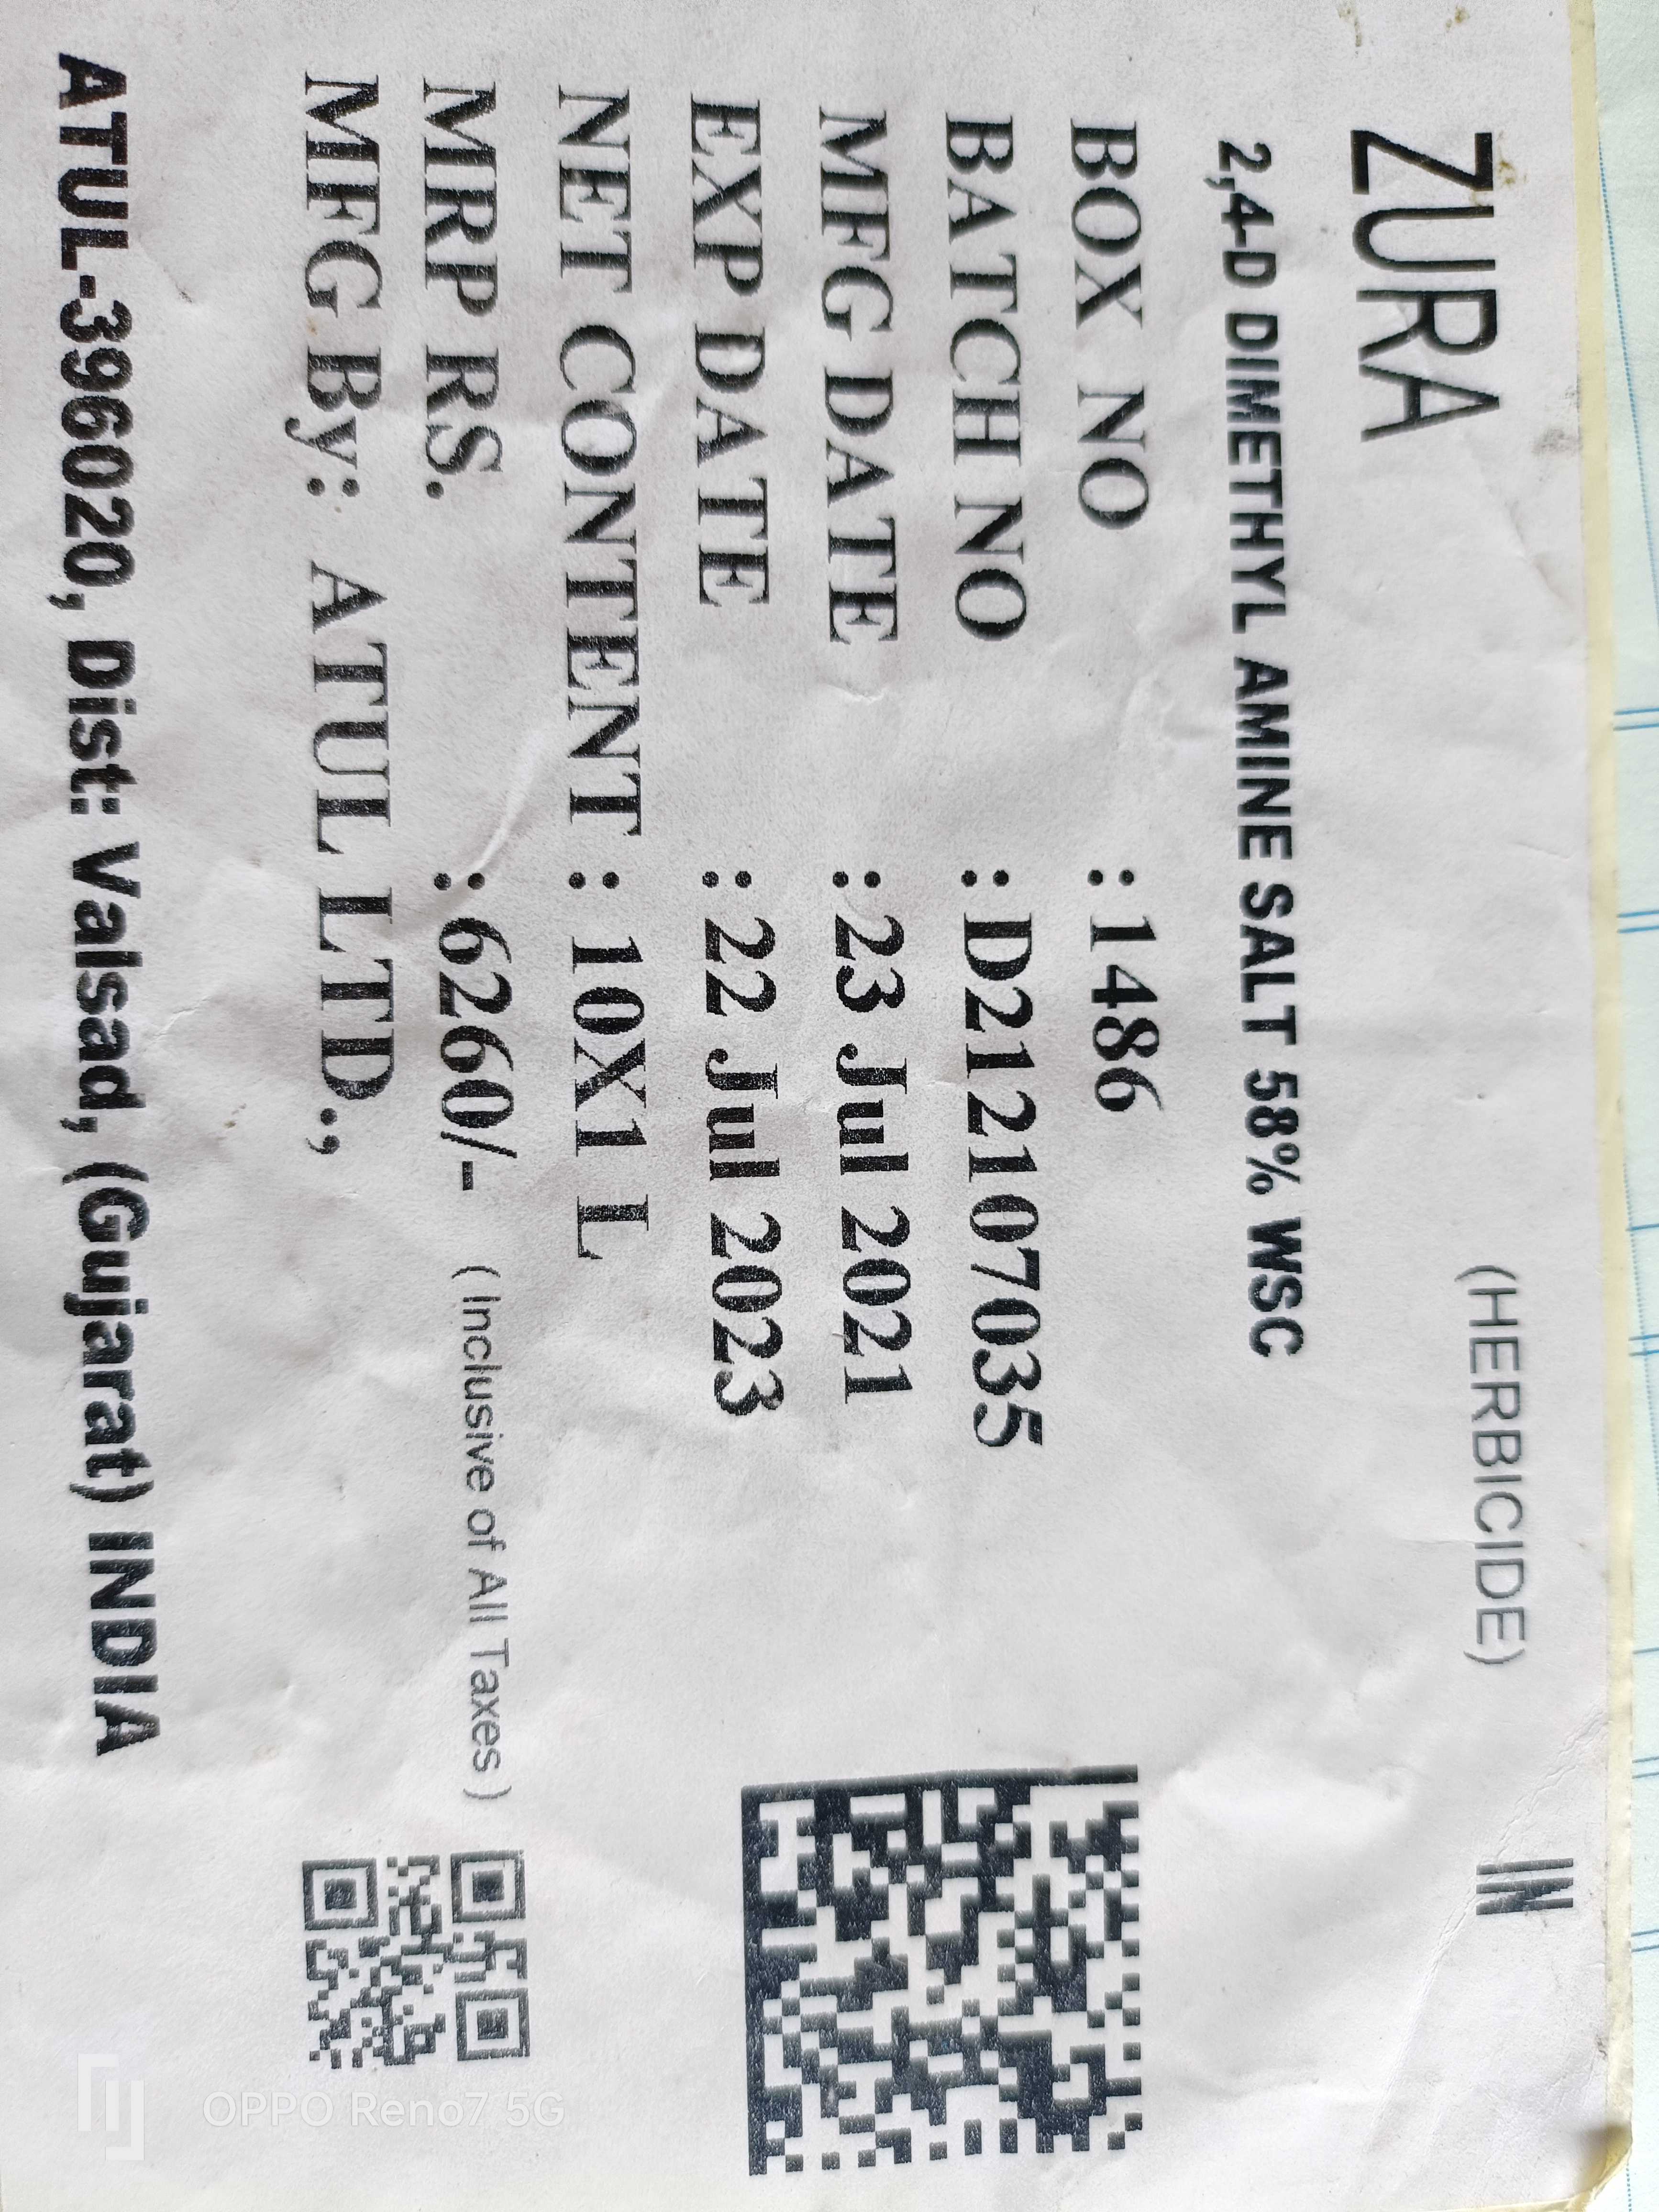 ZURA (HERBICIDE) IN
2,4-D DIMETHYL AMINE SALT 58% WSC
BOX NO : 1486
BATCH NO : D212107035
MFG DATE : 23 Jul 2021
EXP DATE : 22 Jul 2023
NET CONTENT : 10X1 L
MRP RS. : 6260/- ( Inclusive of All Taxes )
MFG By: ATUL LTD.,
ATUL-396020, Dist: Valsad, (Gujarat) INDIA
OPPO Reno7 5G